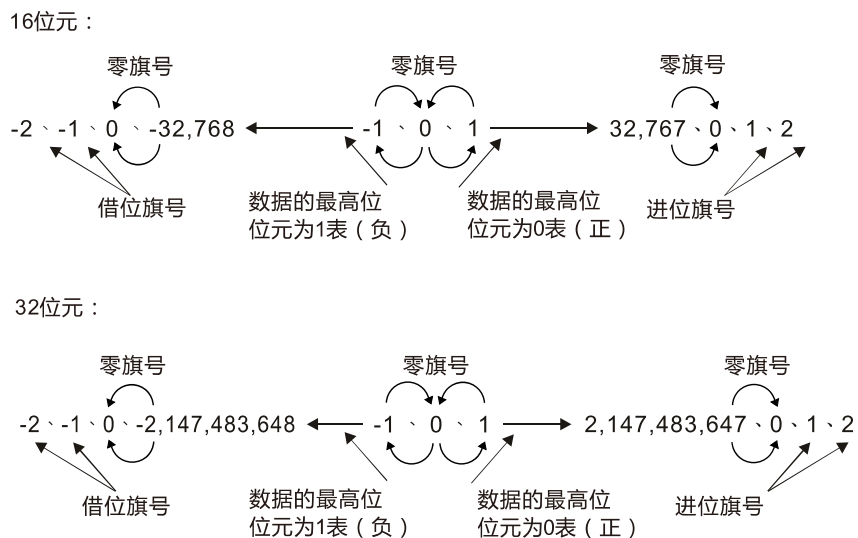 16位元：
零旗号 零旗号 零旗号
-2、-1、0、-32,768 -1、0、1 32,767、0、1、2
借位旗号 数据的最高位 数据的最高位 进位旗号
位元为1表（负） 位元为0表（正）
32位元：
零旗号 零旗号 零旗号
-2、-1、0、-2,147,483,648 -1、0、1 2,147,483,647、0、1、2
借位旗号 数据的最高位 数据的最高位 进位旗号
位元为1表（负） 位元为0表（正）